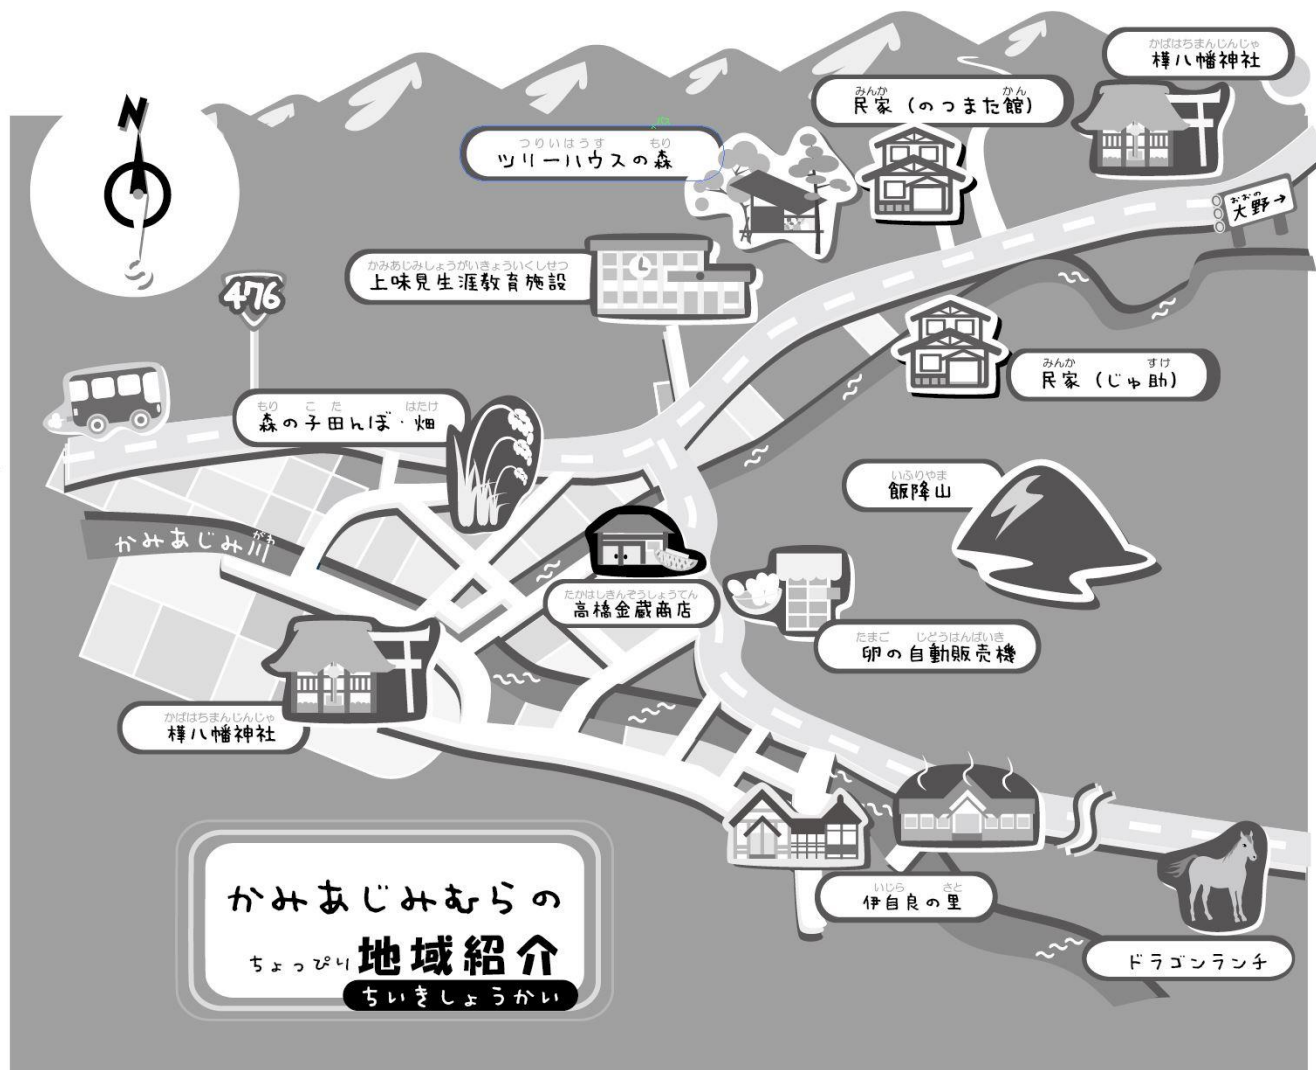 かばはちまんじんじゃ
樺八幡神社
みんか かん
民家（のつまた館）
N
つりいはうす もり
ツリーハウスの森
おおの
大野→
かみあじみしょうがいきょういくしせつ
上味見生涯教育施設
S
476
みんか すけ
民家（じゅ助）
もり こ た はたけ
森の子田んぼ・畑
いふりやま
飯降山
がわ
かみあじみ川
たかはしきんぞうしょうてん
高橋金蔵商店
たまご じどうはんばいき
卵の自動販売機
かばはちまんじんじゃ
樺八幡神社
いじら さと
伊自良の里
ドラゴンランチ
かみあじみむらの
ちょっぴり地域紹介
ちいきしょうかい